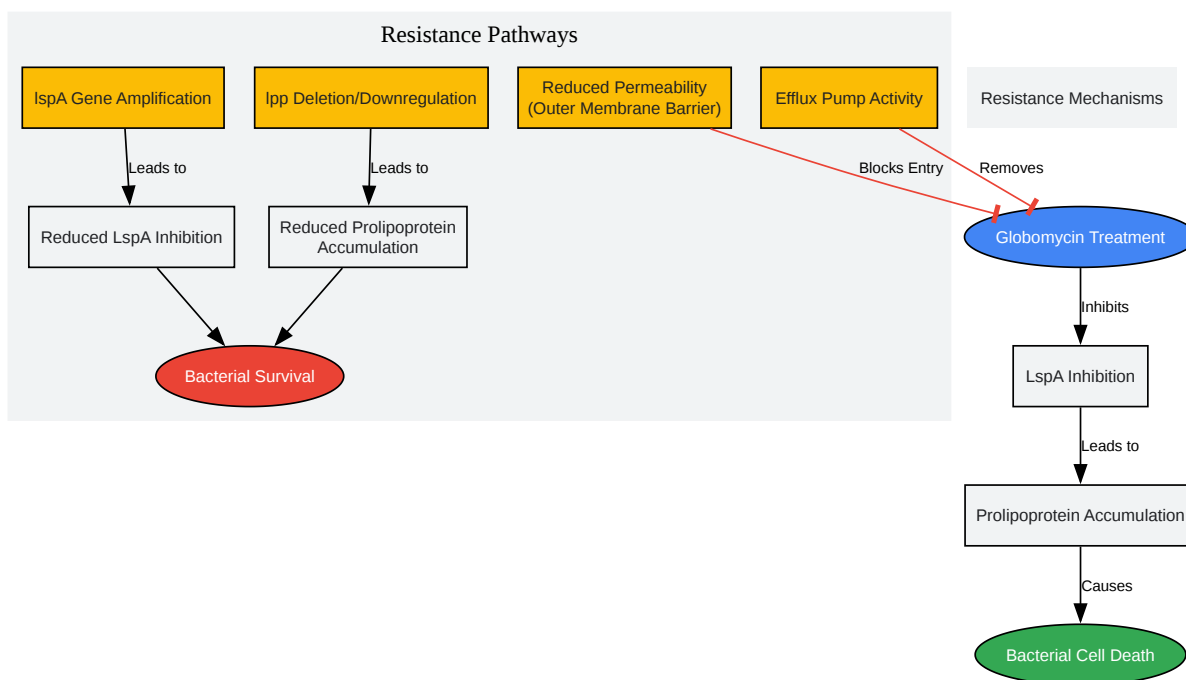 Resistance Pathways
lspA Gene Amplification
lpp Deletion/Downregulation
Reduced Permeability
(Outer Membrane Barrier)
Efflux Pump Activity
Resistance Mechanisms
Leads to
Leads to
Blocks Entry
Removes
Reduced LspA Inhibition
Reduced Prolipoprotein
Accumulation
Globomycin Treatment
Inhibits
Bacterial Survival
LspA Inhibition
Leads to
Prolipoprotein Accumulation
Causes
Bacterial Cell Death